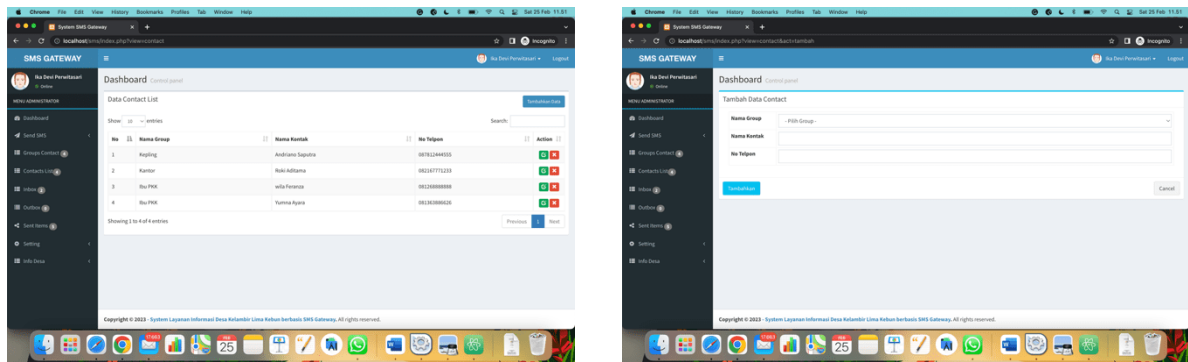 Chrome File Edit View History Bookmarks Profiles Tab Window Help Sat 25 Feb 11.51
System SMS Gateway
localhost/sms/index.php?view=contact Incognito
SMS GATEWAY Ika Devi Perwitasari Logout
Ika Devi Perwitasari
Online
Dashboard Control panel
MENU ADMINISTRATOR
Dashboard
Send SMS
Groups Contact
Contacts List
Inbox
Outbox
Sent Items
Setting
Info Desa
Data Contact List Tambahkan Data
Show 10 entries Search:
No Nama Group Nama Kontak No Telpon Action
1 Kepling Andriano Saputra 087812444555
2 Kantor Roki Aditama 082167771233
3 Ibu PKK wila Feronza 081268888888
4 Ibu PKK Yumna Ayara 081363886626
Showing 1 to 4 of 4 entries Previous 1 Next
Copyright © 2023 - System Layanan Informasi Desa Kelambir Lima Kebun berbasis SMS Gateway. All rights reserved.
Chrome File Edit View History Bookmarks Profiles Tab Window Help Sat 25 Feb 11.51
System SMS Gateway
localhost/sms/index.php?view=contact&act=tambah Incognito
SMS GATEWAY Ika Devi Perwitasari Logout
Ika Devi Perwitasari
Online
Dashboard Control panel
MENU ADMINISTRATOR
Dashboard
Send SMS
Groups Contact
Contacts List
Inbox
Outbox
Sent Items
Setting
Info Desa
Tambah Data Contact
Nama Group - Pilih Group -
Nama Kontak
No Telpon
Tambahkan Cancel
Copyright © 2023 - System Layanan Informasi Desa Kelambir Lima Kebun berbasis SMS Gateway. All rights reserved.